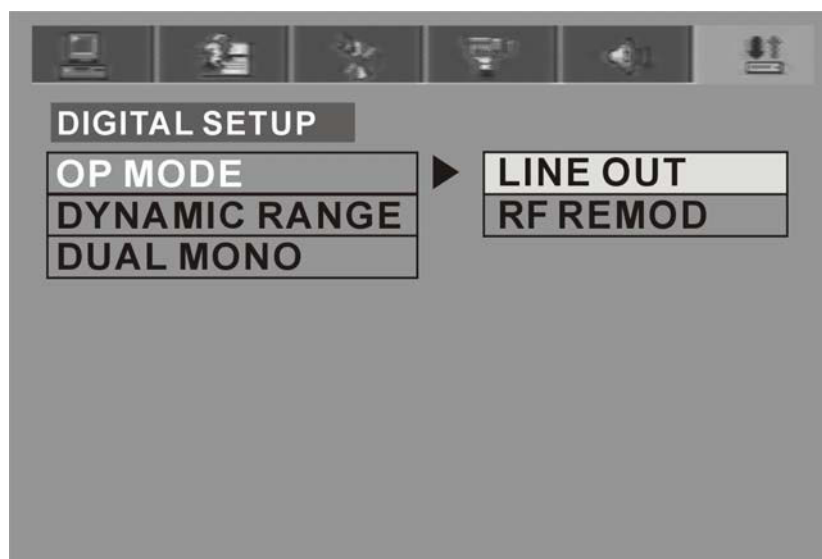 DIGITAL SETUP
OP MODE
LINE OUT
DYNAMIC RANGE
RF REMOD
DUAL MONO